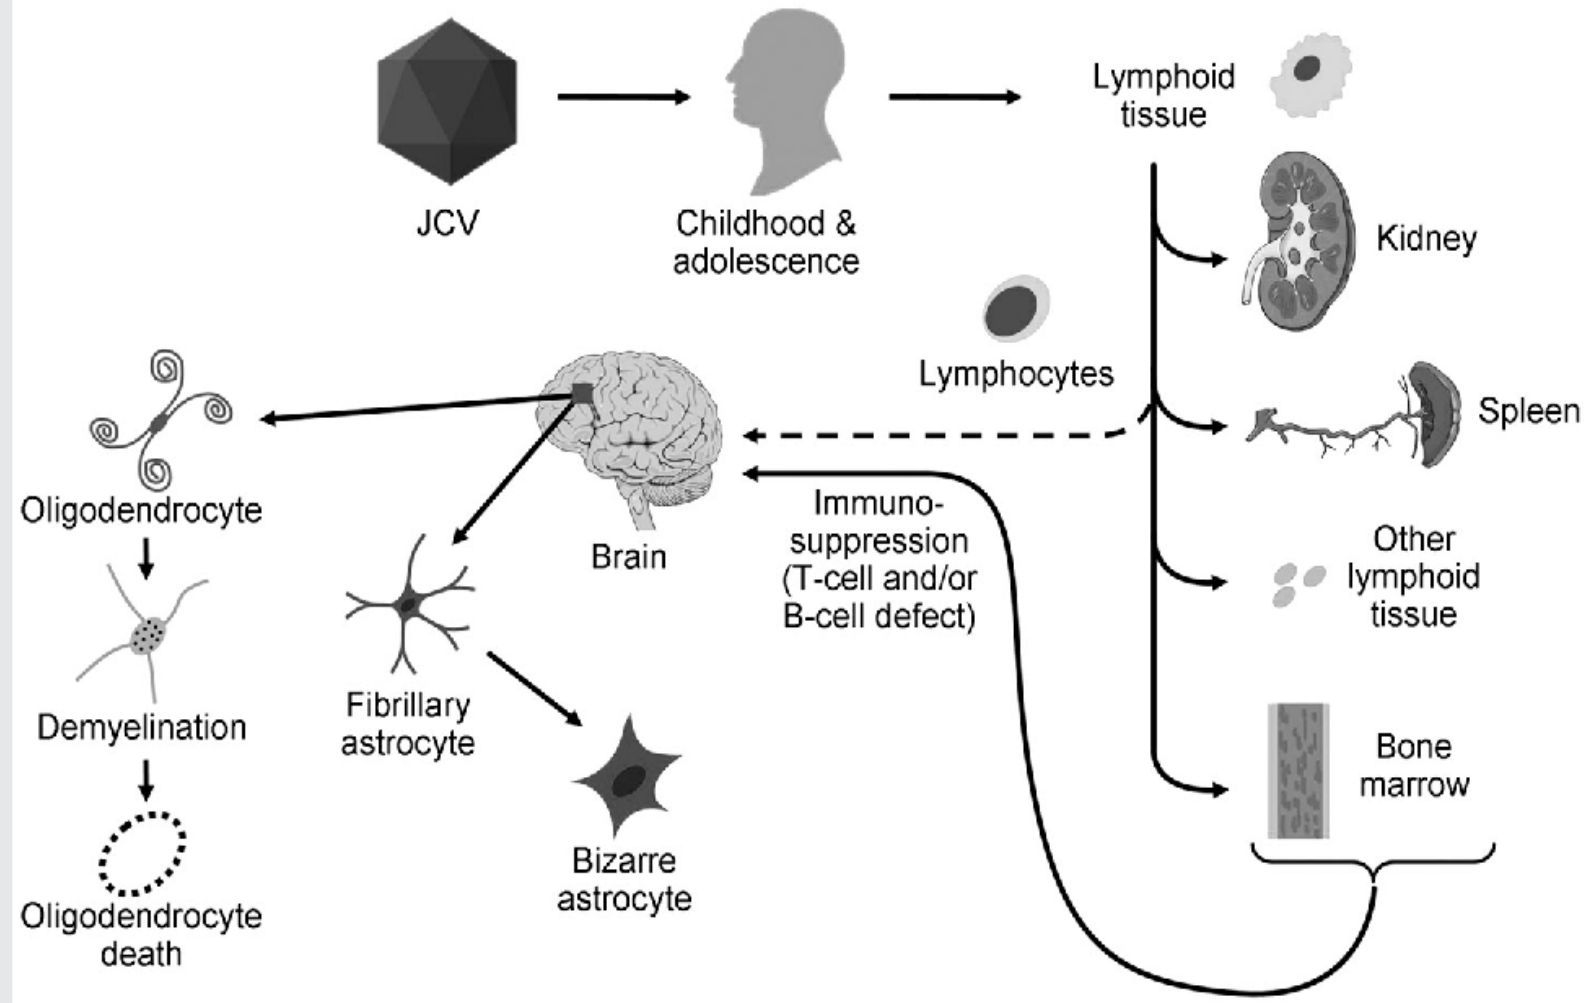 JCV
Childhood &
adolescence
Lymphoid
tissue
Kidney
Lymphocytes
Spleen
Other
lymphoid
tissue
Bone
marrow
Immuno-
suppression
(T-cell and/or
B-cell defect)
Brain
Oligodendrocyte
Demyelination
Oligodendrocyte
death
Fibrillary
astrocyte
Bizarre
astrocyte